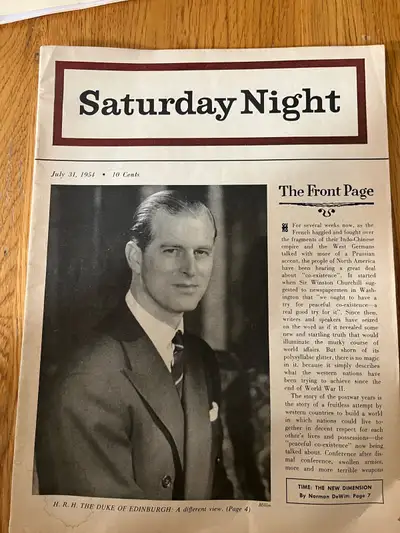 Saturday Night
July 31, 1954 • 10 Cents
The Front Page
For several weeks now, as the
French haggled and fought over
the fragments of their Indo-Chinese
empire and the West Germans
talked with more of a Prussian
accent, the people of North America
have been hearing a great deal
about "co-existence". It started
when Sir Winston Churchill sug-
gested to newspapermen in Wash-
ington that "we ought to have a
try for peaceful co-existence—a
real good try for it". Since then,
writers and speakers have seized
on the word as if it revealed some
new and startling truth that would
illuminate the murky course of
world affairs. But shorn of its
polysyllabic glitter, there is no magic
in it, because it simply describes
what the western nations have
been trying to achieve since the
end of World War II.
The story of the postwar years is
the story of a fruitless attempt by
western countries to build a world
in which nations could live to-
gether in decent respect for each
other's lives and possessions—the
"peaceful co-existence" now being
talked about. Conference after dis-
mal conference, swollen armies,
more and more terrible weapons
TIME: THE NEW DIMENSION
By Norman DeWitt: Page 7
H. R. H. THE DUKE OF EDINBURGH: A different view. (Page 4)